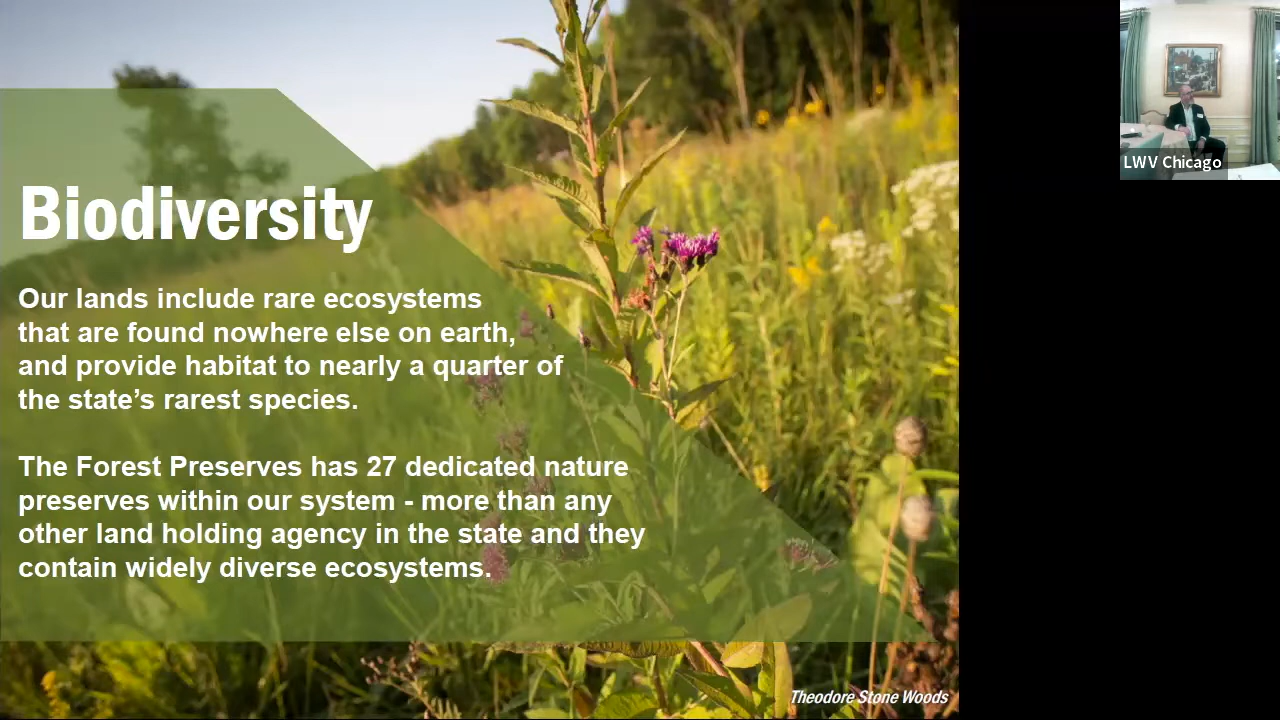 Biodiversity
Our lands include rare ecosystems
that are found nowhere else on earth,
and provide habitat to nearly a quarter of
the state’s rarest species.
The Forest Preserves has 27 dedicated nature
preserves within our system - more than any
other land holding agency in the state and they
contain widely diverse ecosystems.
Theodore Stone Woods
LWV Chicago